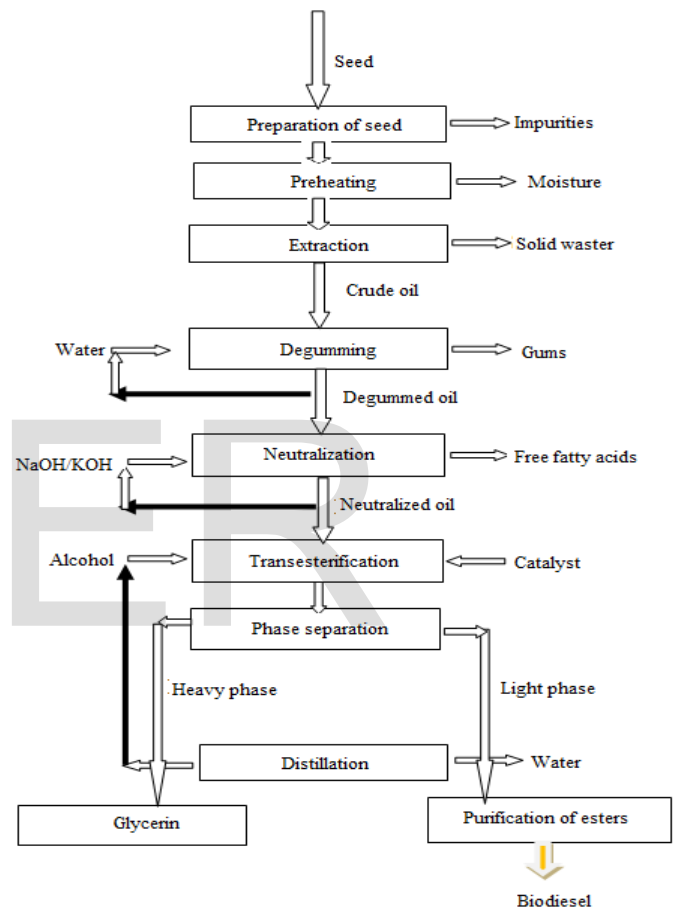 Seed
Preparation of seed
Impurities
Preheating
Moisture
Extraction
Solid waster
Crude oil
Water
Degumming
Gums
Degummed oil
NaOH/KOH
Neutralization
Free fatty acids
Neutralized oil
Alcohol
Transesterification
Catalyst
Phase separation
Heavy phase
Light phase
Distillation
Water
Glycerin
Purification of esters
Biodiesel
ER